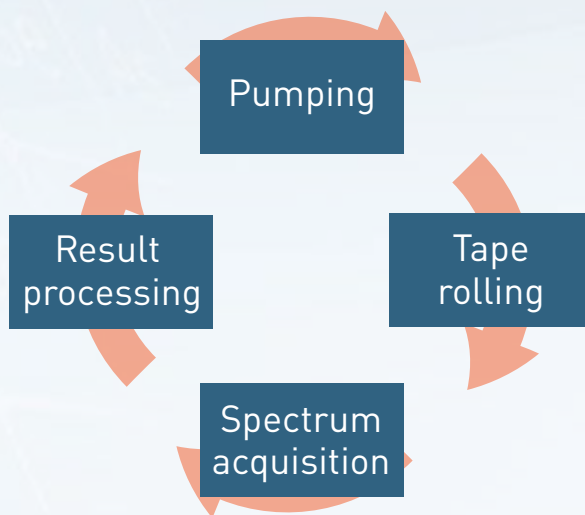 Pumping
Tape
rolling
Spectrum
acquisition
Result
processing